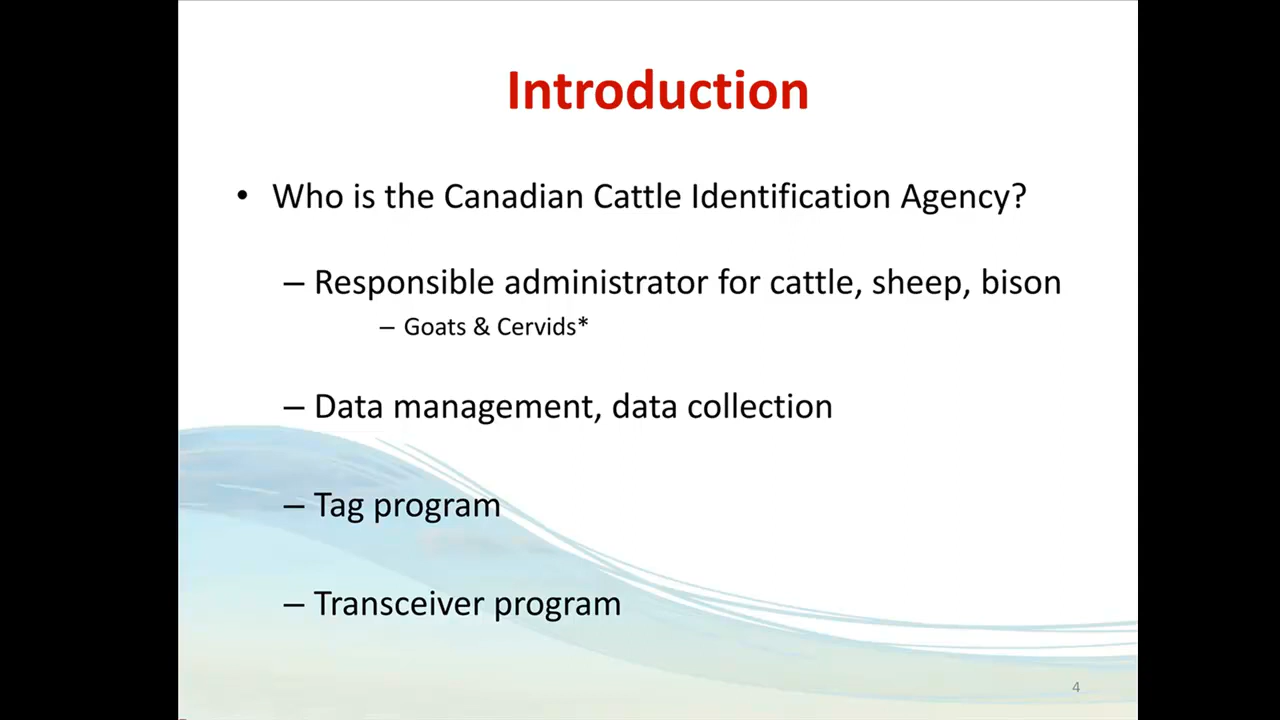 Introduction
• Who is the Canadian Cattle Identification Agency?
– Responsible administrator for cattle, sheep, bison
– Goats & Cervids*
– Data management, data collection
– Tag program
– Transceiver program
4